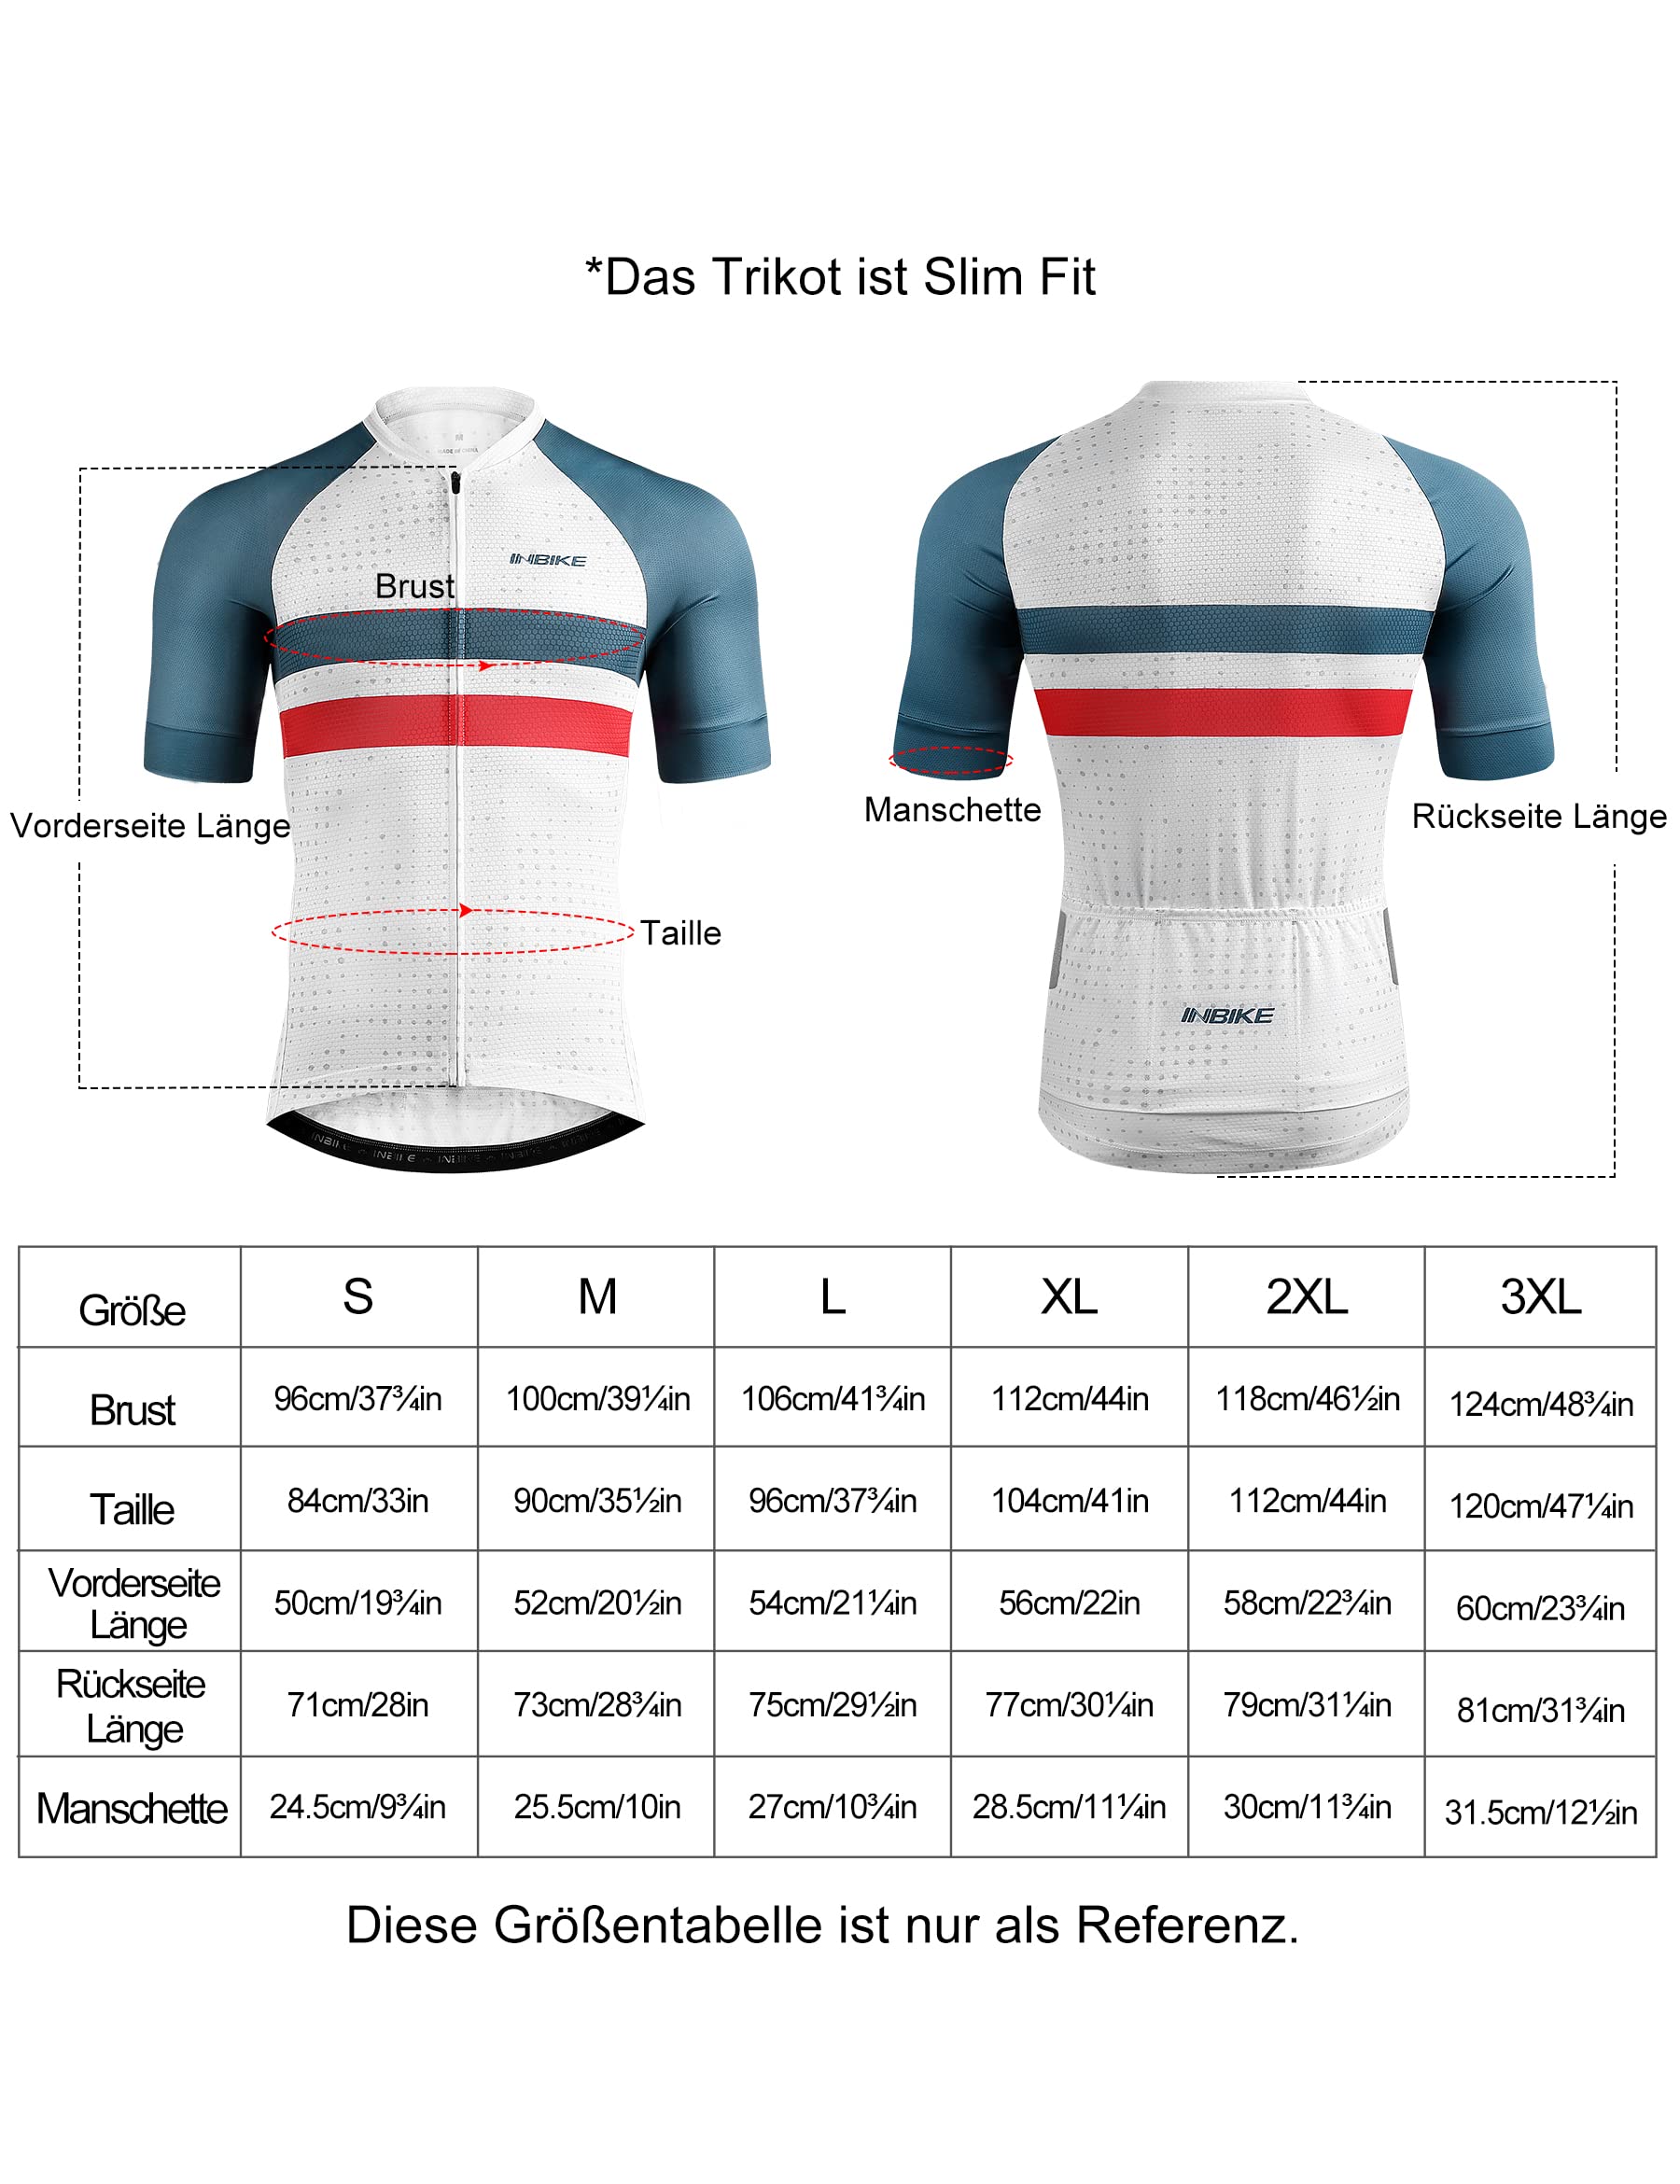 *Das Trikot ist Slim Fit
MADE IN CHINA
INBIKE
Brust
Vorderseite Länge
Taille
Manschette
Rückseite Länge
INBIKE
Größe S M L XL 2XL 3XL
Brust 96cm/37¾in 100cm/39¼in 106cm/41¾in 112cm/44in 118cm/46½in 124cm/48¾in
Taille 84cm/33in 90cm/35½in 96cm/37¾in 104cm/41in 112cm/44in 120cm/47¼in
Vorderseite
Länge 50cm/19¾in 52cm/20½in 54cm/21¼in 56cm/22in 58cm/22¾in 60cm/23¾in
Rückseite
Länge 71cm/28in 73cm/28¾in 75cm/29½in 77cm/30¼in 79cm/31¼in 81cm/31¾in
Manschette 24.5cm/9¾in 25.5cm/10in 27cm/10¾in 28.5cm/11¼in 30cm/11¾in 31.5cm/12½in
Diese Größentabelle ist nur als Referenz.